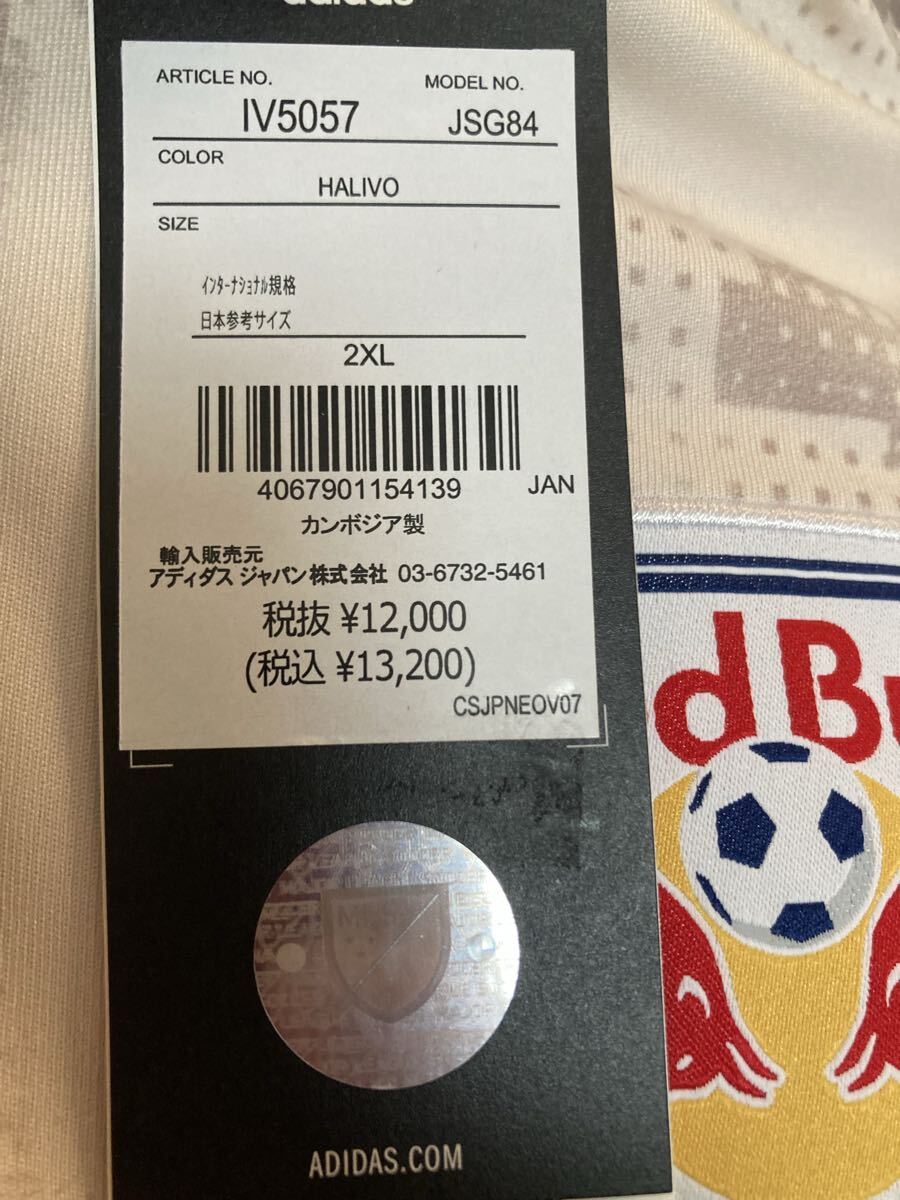 adidas
ARTICLE NO. MODEL NO.
IV5057 JSG84
COLOR
HALIVO
SIZE
インターナショナル規格
日本参考サイズ
2XL
4067901154139 JAN
カンボジア製
輸入販売元
アディダス ジャパン株式会社 03-6732-5461
税抜 ¥12,000
(税込 ¥13,200)
CSJPNEOV07
d Bu
MLS
ADIDAS.COM